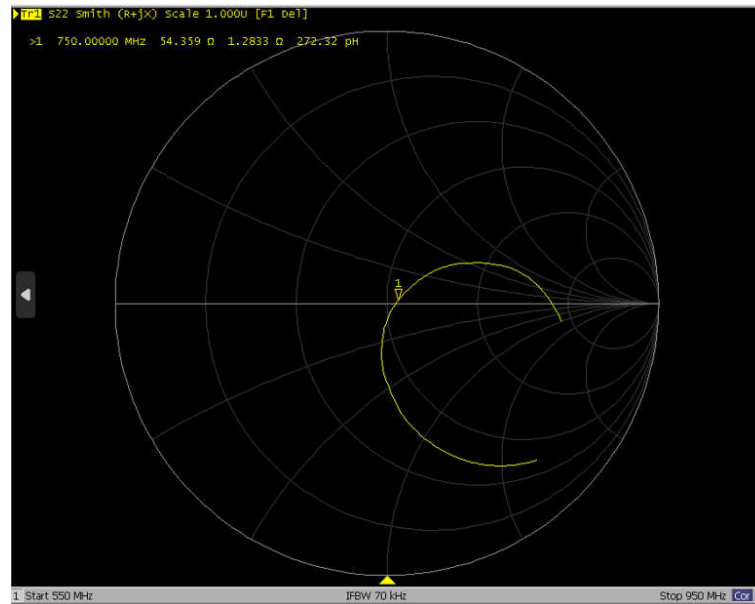 Tr1 S22 Smith (R+jX) Scale 1.000U [F1 Del]
>1 750.00000 MHz 54.359 Ω 1.2833 Ω 272.32 pH
1
1 Start 550 MHz IFBW 70 kHz Stop 950 MHz Cor